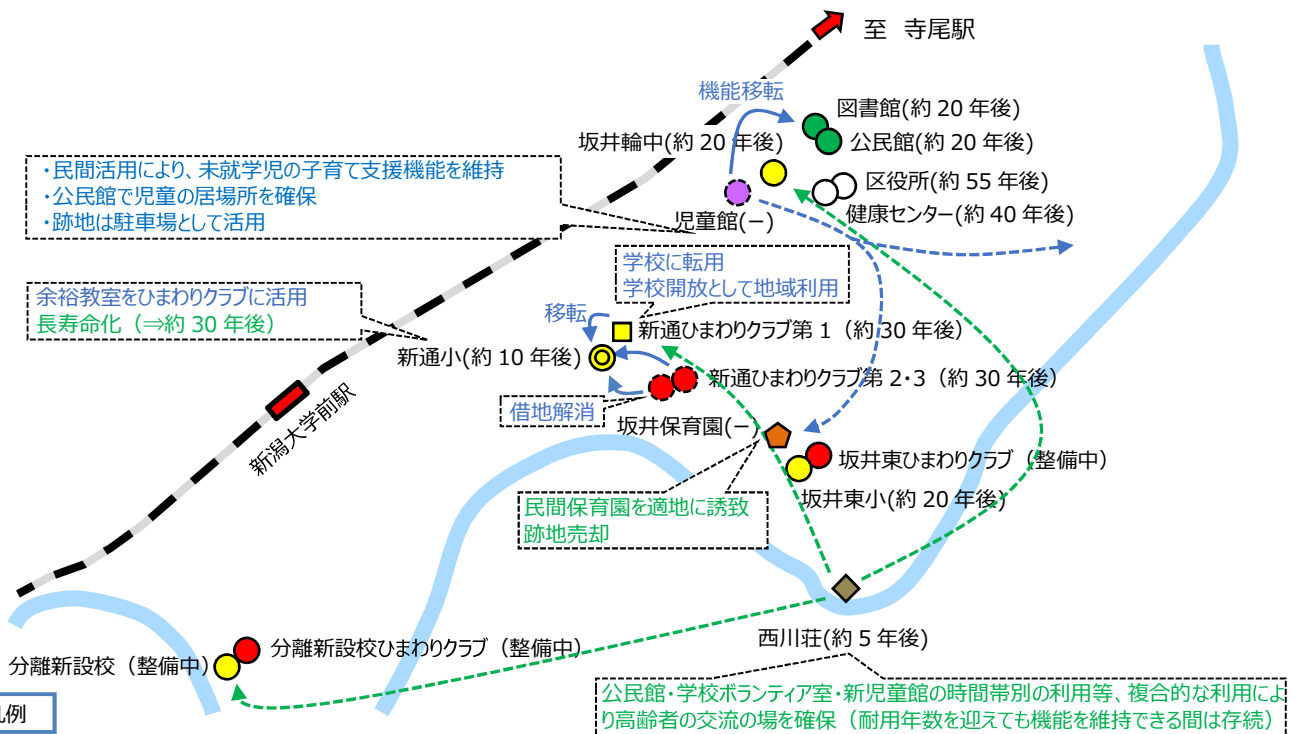 至 寺尾駅
機能移転
図書館(約 20 年後)
坂井輪中(約 20 年後)
公民館(約 20 年後)
・民間活用により、未就学児の子育て支援機能を維持
・公民館で児童の居場所を確保
・跡地は駐車場として活用
区役所(約 55 年後)
児童館(ー)
健康センター(約 40 年後)
学校に転用
学校開放として地域利用
余裕教室をひまわりクラブに活用
長寿命化（⇒約 30 年後）
移転
新通ひまわりクラブ第 1（約 30 年後）
新通小(約 10 年後)
新通ひまわりクラブ第 2・3（約 30 年後）
新潟大学前駅
借地解消
坂井保育園(ー)
坂井東ひまわりクラブ（整備中）
坂井東小(約 20 年後)
民間保育園を適地に誘致
跡地売却
西川荘(約 5 年後)
分離新設校ひまわりクラブ（整備中）
分離新設校（整備中）
公民館・学校ボランティア室・新児童館の時間帯別の利用等、複合的な利用によ
り高齢者の交流の場を確保（耐用年数を迎えても機能を維持できる間は存続）
例